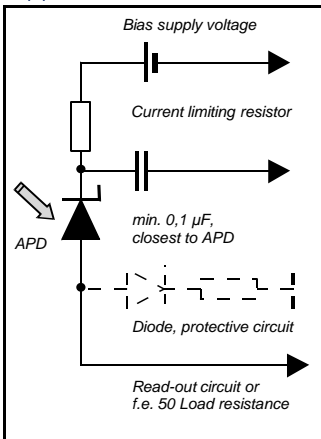 Bias supply voltage
Current limiting resistor
min. 0,1 µF,
closest to APD
APD
Diode, protective circuit
Read-out circuit or
f.e. 50 Load resistance